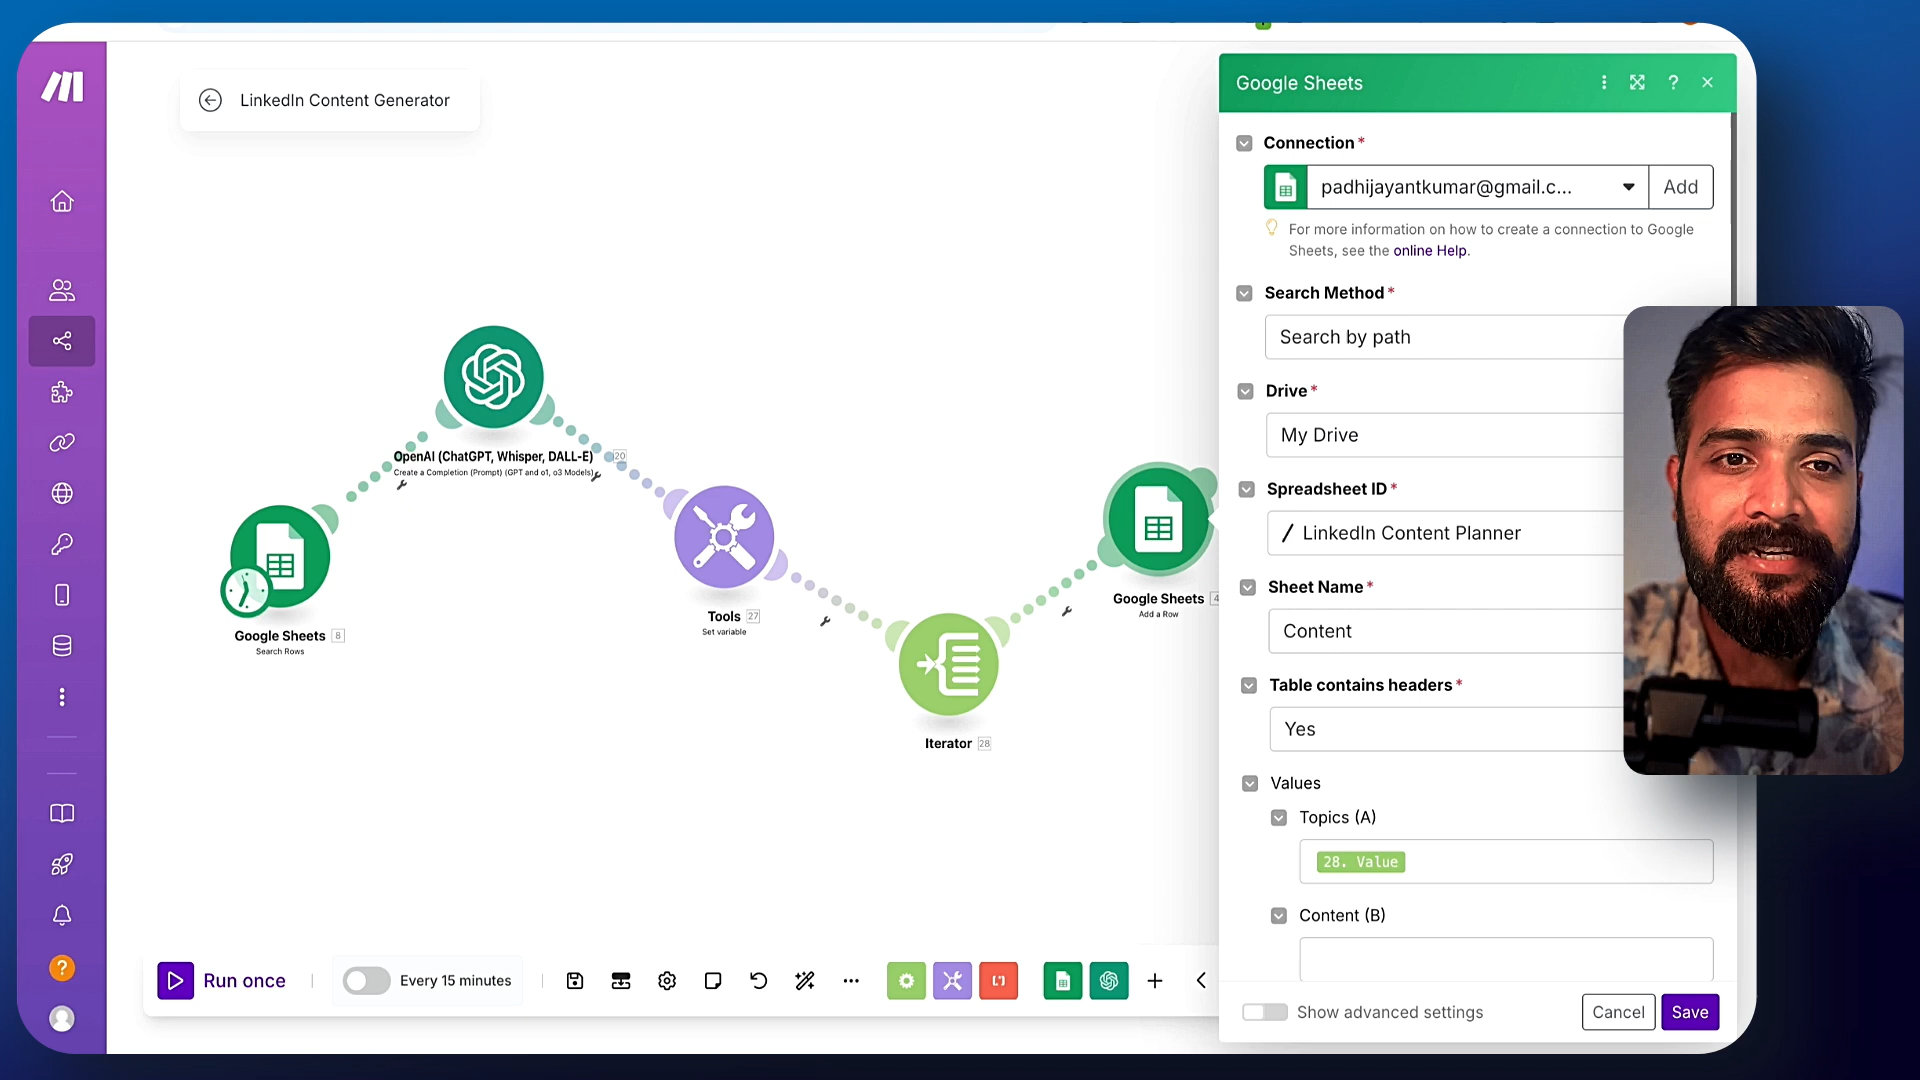 LinkedIn Content Generator
OpenAI (ChatGPT, Whisper, DALL-E) 20
Create a Completion (Prompt) (GPT and o1, o3 Models)
Google Sheets 8
Search Rows
Tools 27
Set variable
Iterator 28
Google Sheets 4
Add a Row
Run once
Every 15 minutes
Google Sheets
?
Connection *
padhijayantkumar@gmail.c...
Add
For more information on how to create a connection to Google
Sheets, see the online Help.
Search Method *
Search by path
Drive *
My Drive
Spreadsheet ID *
/ LinkedIn Content Planner
Sheet Name *
Content
Table contains headers *
Yes
Values
Topics (A)
28. Value
Content (B)
Show advanced settings
Cancel
Save
?